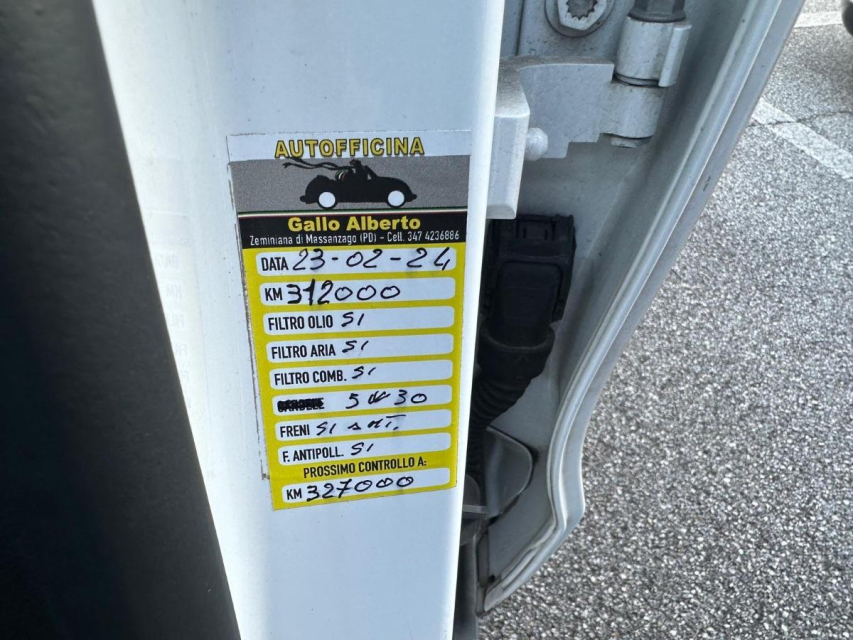 AUTOFFICINA
Gallo Alberto
Zeminiana di Massanzago (PD) - Cell. 347 4236886
DATA 23-02-24
KM 312000
FILTRO OLIO SI
FILTRO ARIA SI
FILTRO COMB. SI
5W30
FRENI SI ANT.
F. ANTIPOLL. SI
PROSSIMO CONTROLLO A:
KM 327000